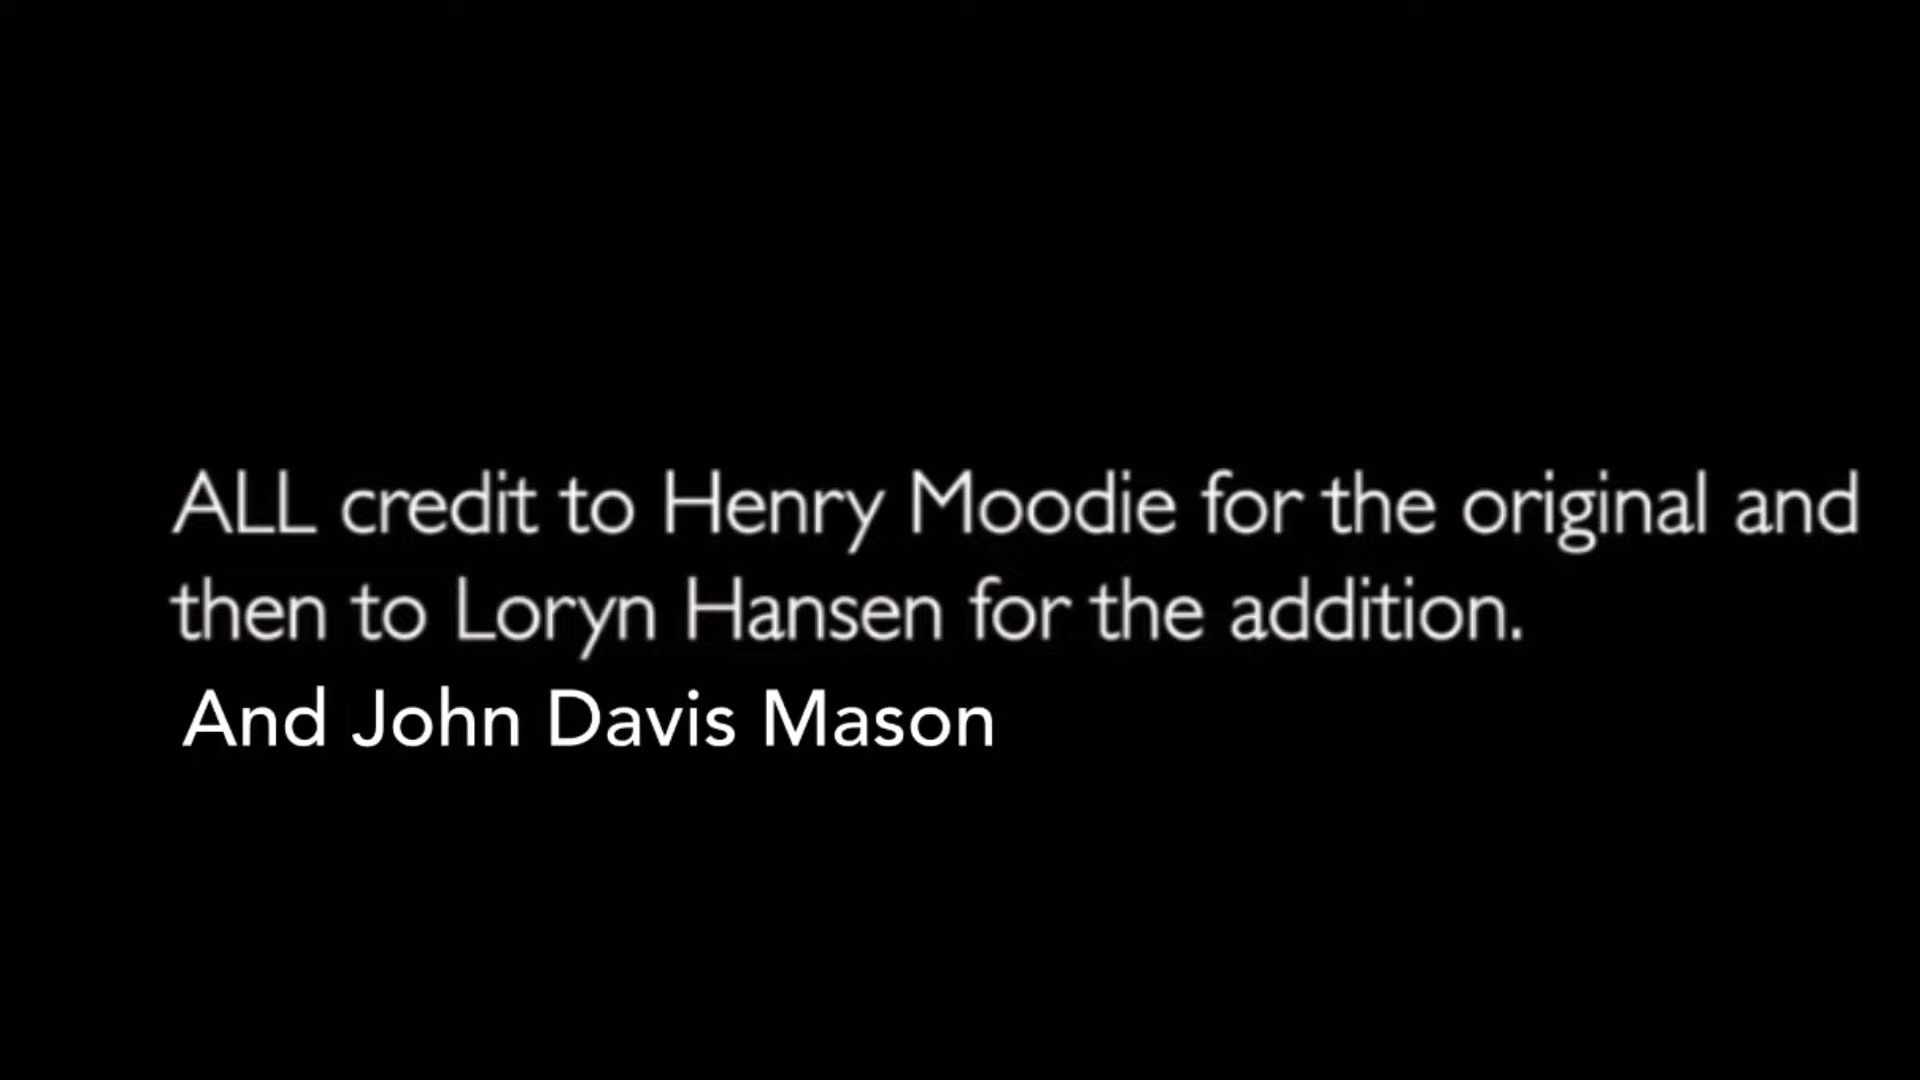 ALL credit to Henry Moodie for the original and
then to Loryn Hansen for the addition.
And John Davis Mason